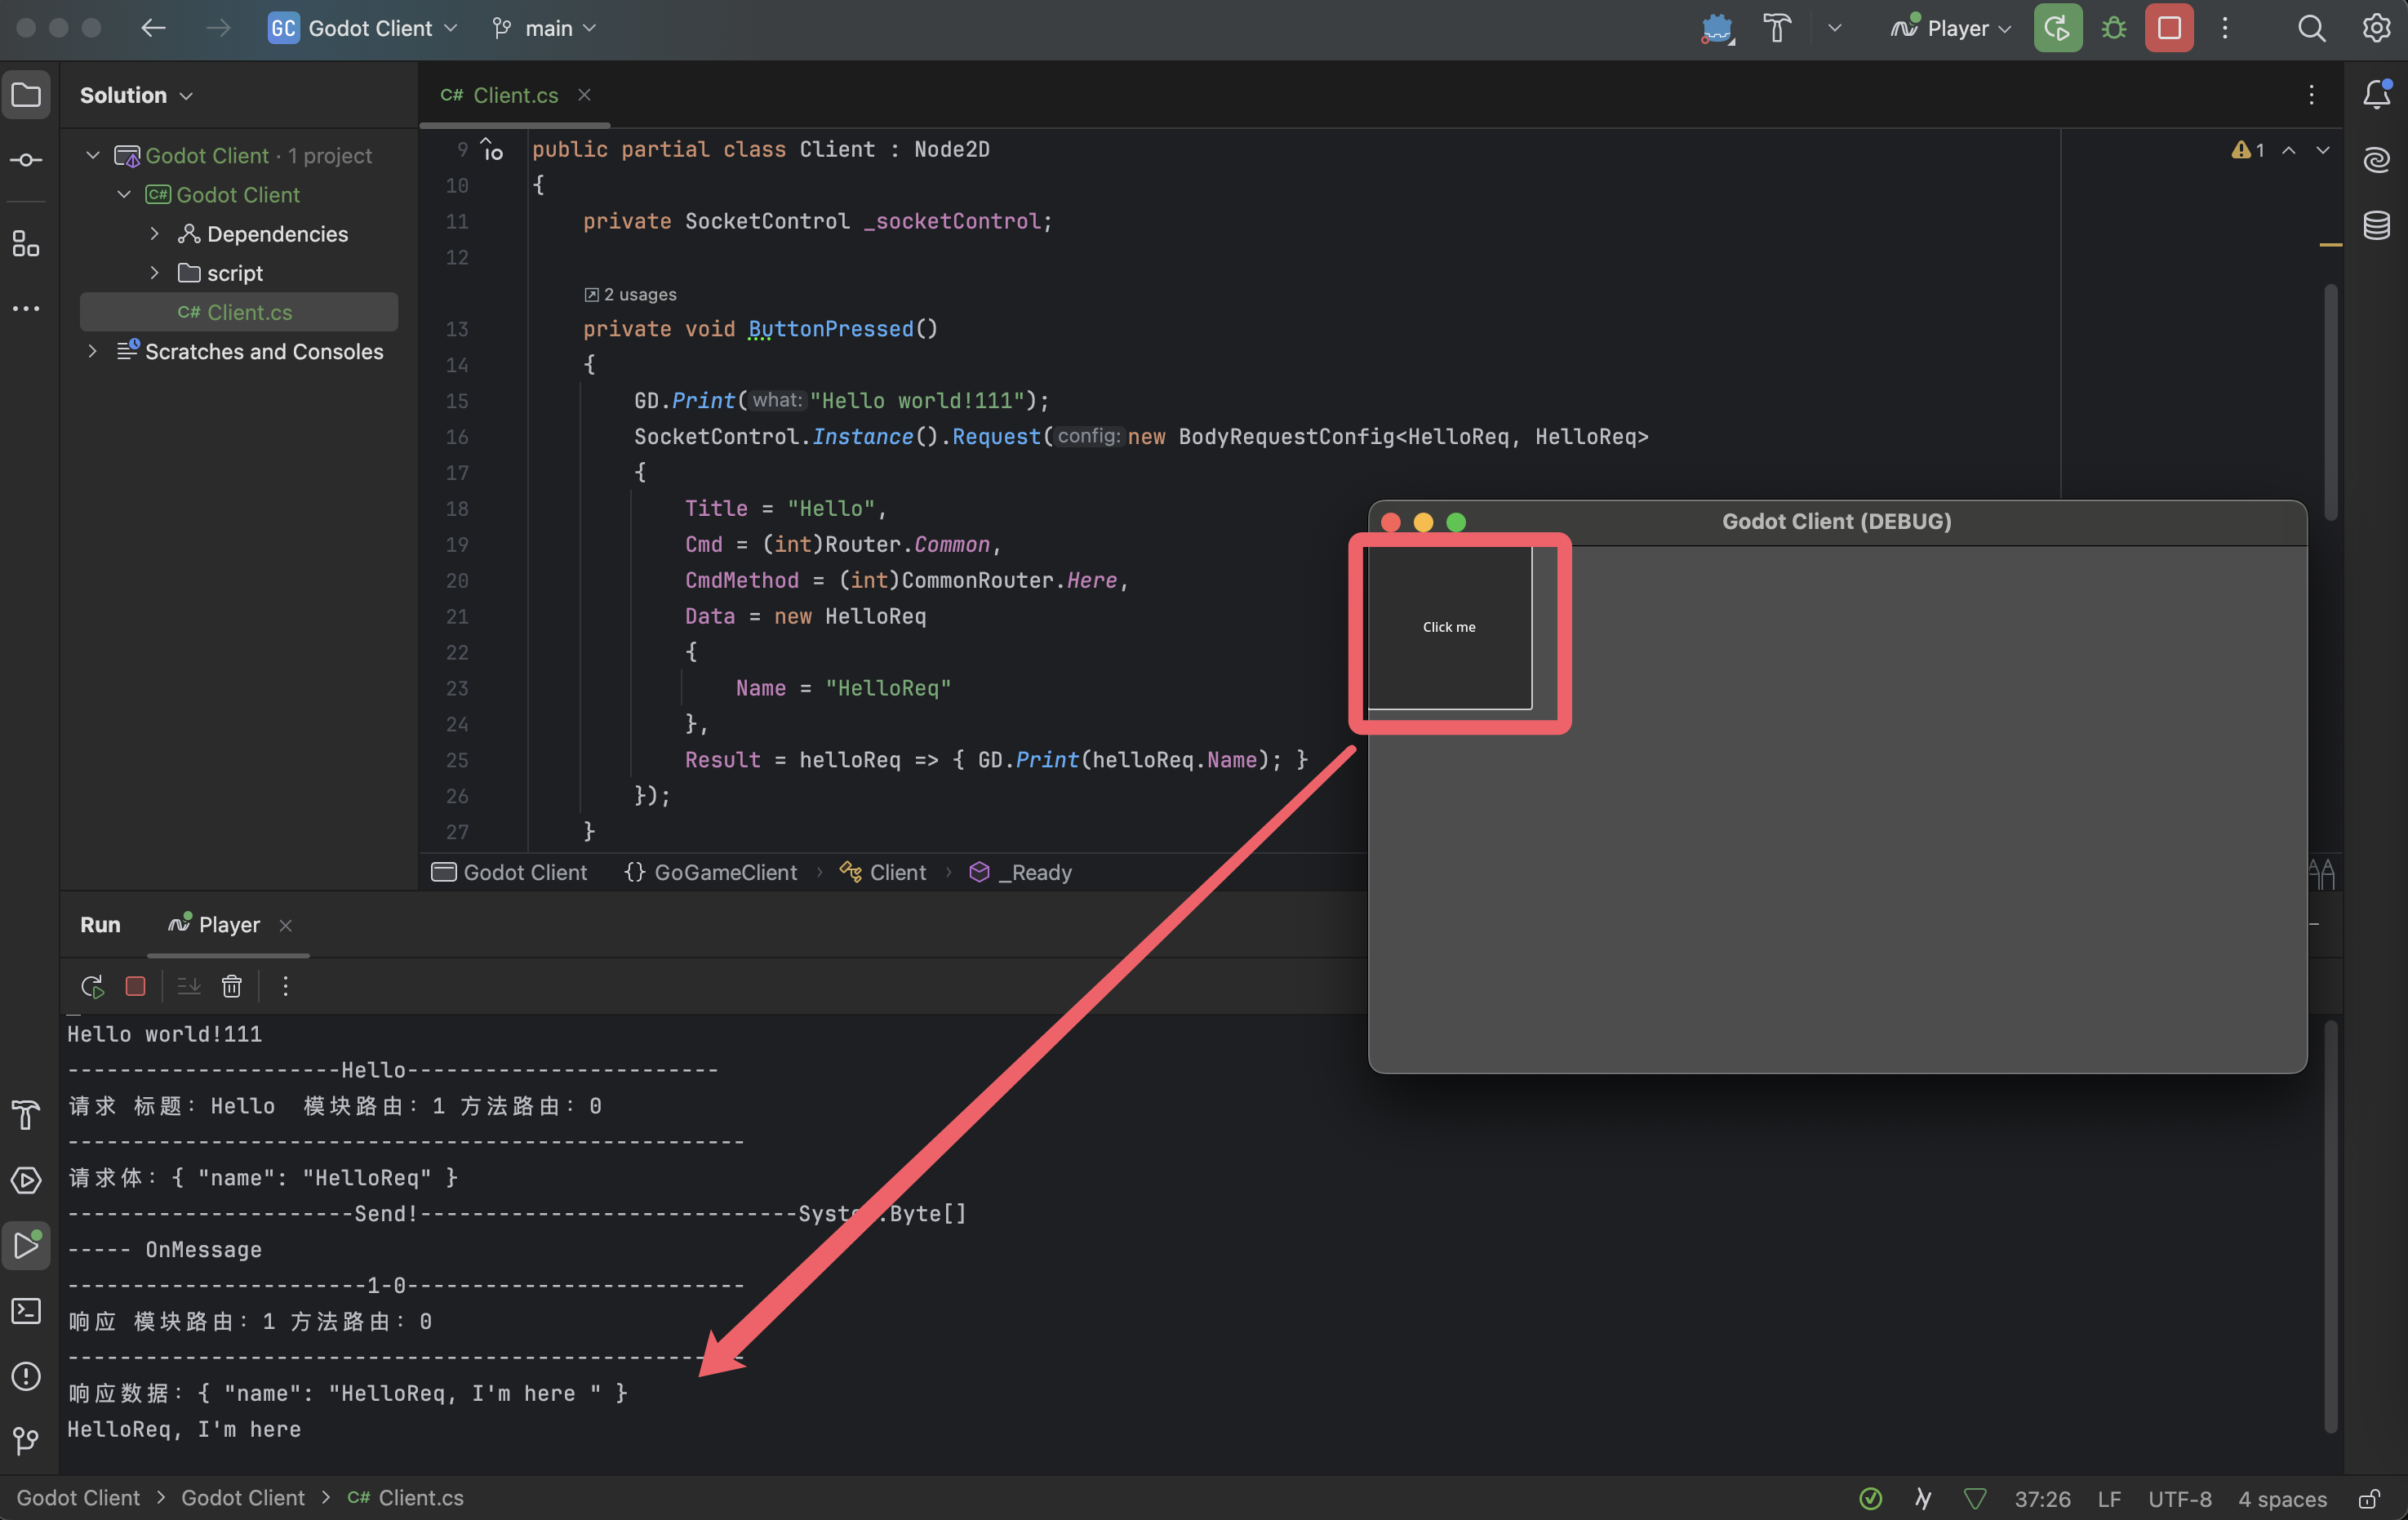 GC Godot Client main Player
Solution
Godot Client · 1 project
Godot Client
Dependencies
script
C# Client.cs
Scratches and Consoles
C# Client.cs
1
9 public partial class Client : Node2D
10 {
11 private SocketControl _socketControl;
12
2 usages
13 private void ButtonPressed()
14 {
15 GD.Print( what: "Hello world!111");
16 SocketControl.Instance().Request( config: new BodyRequestConfig<HelloReq, HelloReq>
17 {
18 Title = "Hello",
19 Cmd = (int)Router.Common,
20 CmdMethod = (int)CommonRouter.Here,
21 Data = new HelloReq
22 {
23 Name = "HelloReq"
24 },
25 Result = helloReq => { GD.Print(helloReq.Name); }
26 });
27 }
Godot Client {} GoGameClient › Client › _Ready
Godot Client (DEBUG)
Click me
Run Player
Hello world!111
---------------------Hello------------------------
请求 标题: Hello 模块路由: 1 方法路由: 0
----------------------------------------------------
请求体: { "name": "HelloReq" }
----------------------Send!-----------------------------Syste .Byte[]
----- OnMessage
-----------------------1-0--------------------------
响应 模块路由: 1 方法路由: 0
----------------------------------------------------
响应数据: { "name": "HelloReq, I'm here " }
HelloReq, I'm here
Godot Client > Godot Client > C# Client.cs
37:26 LF UTF-8 4 spaces